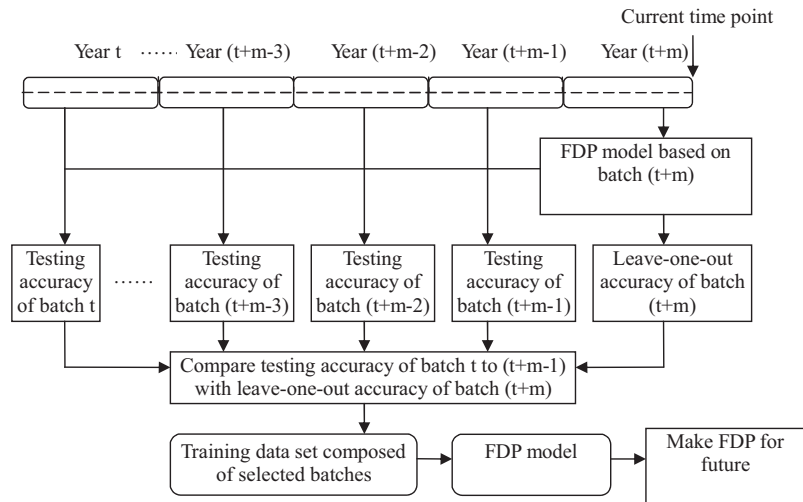 Current time point
Year t ...... Year (t+m-3) Year (t+m-2) Year (t+m-1) Year (t+m)
FDP model based on
batch (t+m)
Testing
accuracy
of batch t
......
Testing
accuracy of
batch (t+m-3)
Testing
accuracy of
batch (t+m-2)
Testing
accuracy of
batch (t+m-1)
Leave-one-out
accuracy of batch
(t+m)
Compare testing accuracy of batch t to (t+m-1)
with leave-one-out accuracy of batch (t+m)
Training data set composed
of selected batches
FDP model
Make FDP for
future